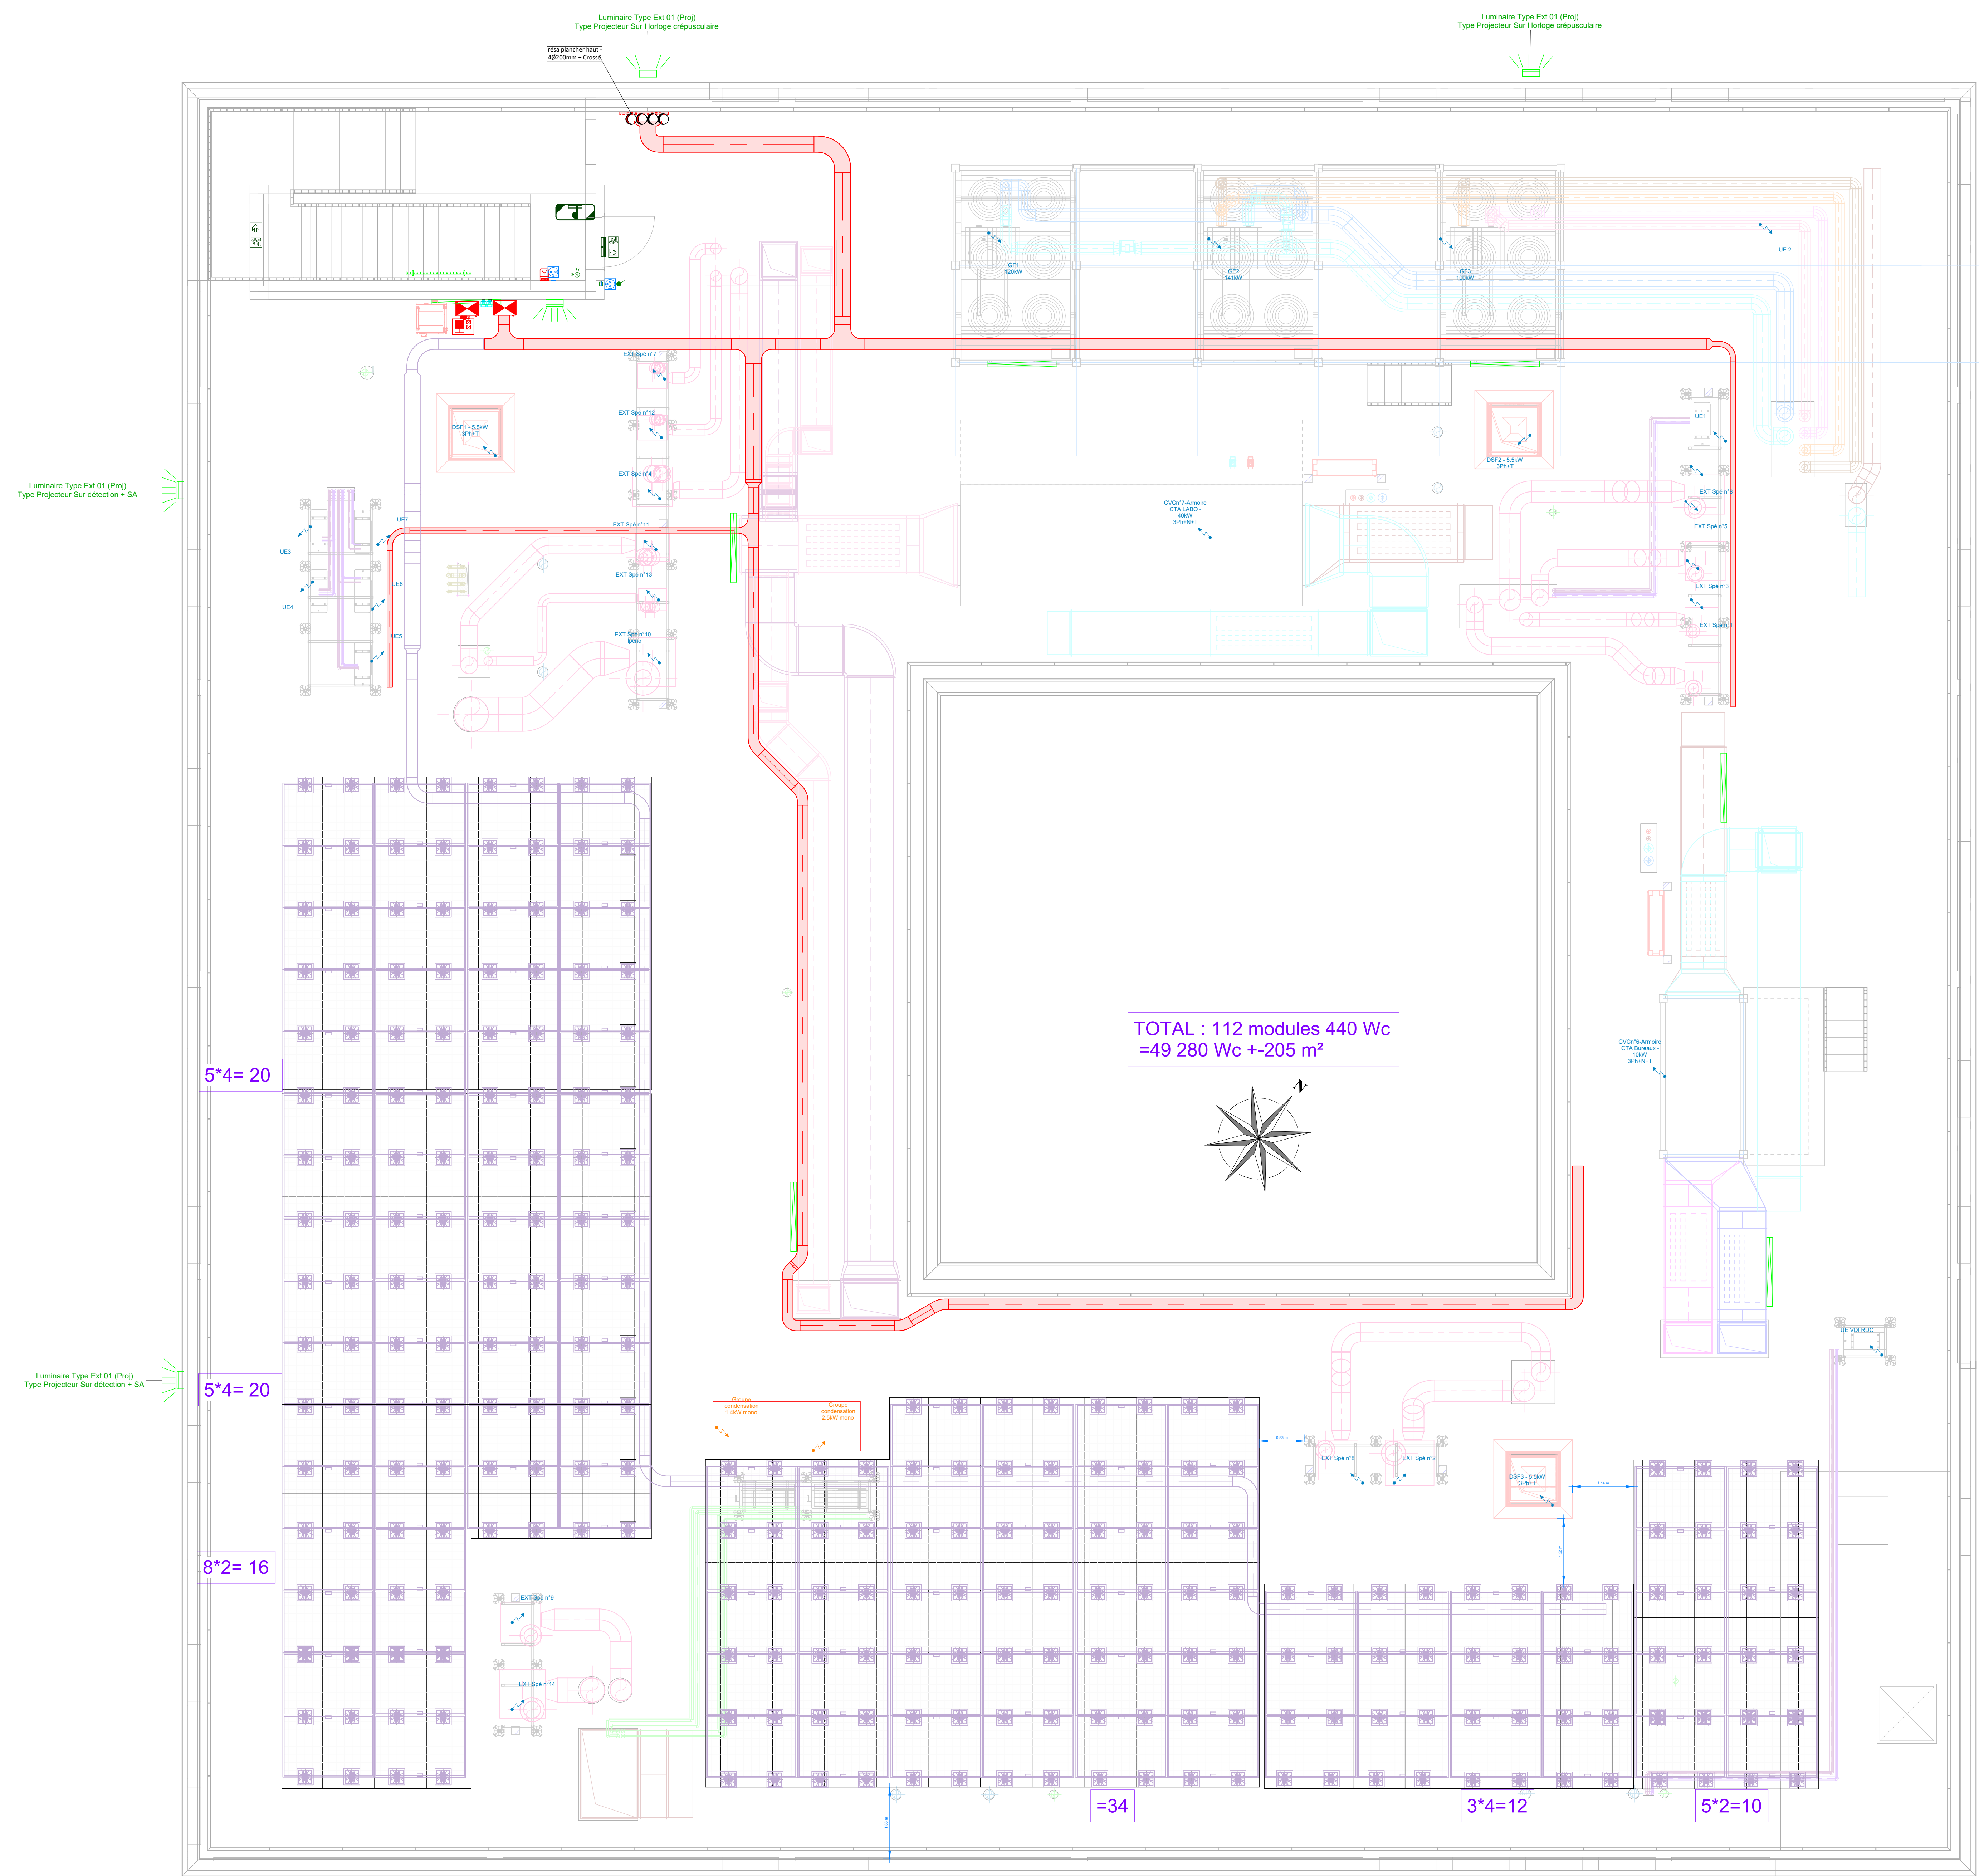 Luminaire Type Ext 01 (Proj)
Type Projecteur Sur Horloge crépusculaire
Luminaire Type Ext 01 (Proj)
Type Projecteur Sur Horloge crépusculaire
résa plancher haut :
4Ø200mm + Crosse
GF1
120kW
GF2
141kW
GF3
100kW
UE 2
EXT Spé n°7
EXT Spé n°12
EXT Spé n°4
EXT Spé n°11
EXT Spé n°13
EXT Spé n°10 -
DSF1 - 5.5kW
3Ph+T
DSF2 - 5.5kW
3Ph+T
UE1
EXT Spé n°5
EXT Spé n°3
CVCn°7-Armoire
CTA LABO -
40kW
3Ph+N+T
Luminaire Type Ext 01 (Proj)
Type Projecteur Sur détection + SA
UE7
UE3
UE6
UE4
UE5
TOTAL : 112 modules 440 Wc
=49 280 Wc +-205 m²
N
CVCn°6-Armoire
CTA Bureaux -
10kW
3Ph+N+T
5*4= 20
5*4= 20
8*2= 16
Luminaire Type Ext 01 (Proj)
Type Projecteur Sur détection + SA
UE VDI RDC
Groupe
condensation
1.4kW mono
Groupe
condensation
2.5kW mono
EXT Spé n°8
EXT Spé n°2
DSF3 - 5.5kW
3Ph+T
EXT Spé n°9
EXT Spé n°14
=34
3*4=12
5*2=10